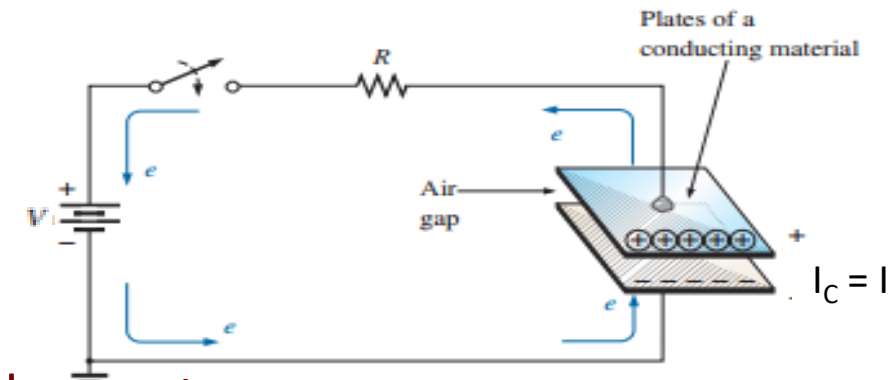 Plates of a
conducting material
R
e
e
Air
gap
+
V
−
+++++
+
− − − − −
-
I_C = I
e
e